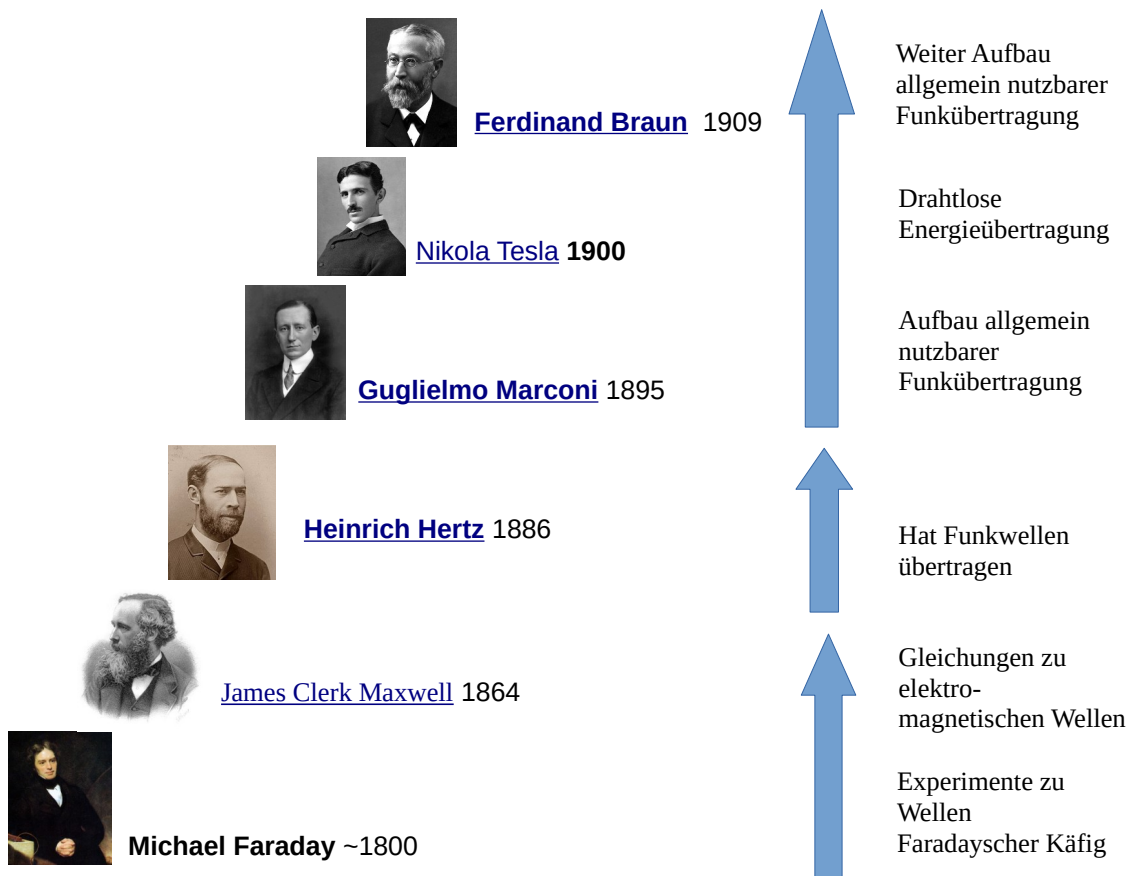 Weiter Aufbau
allgemein nutzbarer
Funkübertragung
Ferdinand Braun 1909
Drahtlose
Energieübertragung
Nikola Tesla 1900
Aufbau allgemein
nutzbarer
Funkübertragung
Guglielmo Marconi 1895
Heinrich Hertz 1886
Hat Funkwellen
übertragen
Gleichungen zu
elektro-
magnetischen Wellen
James Clerk Maxwell 1864
Experimente zu
Wellen
Faradayscher Käfig
Michael Faraday ~1800